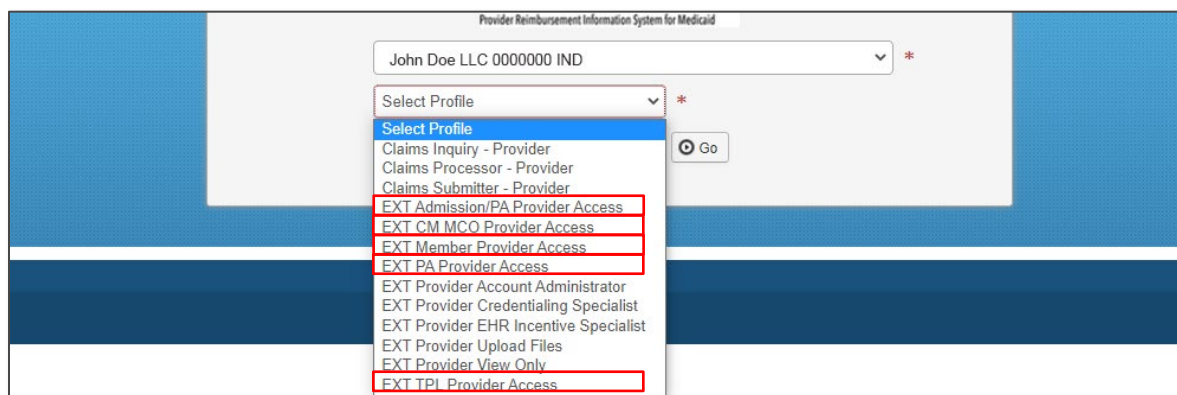 Provider Reimbursement Information System for Medicaid
John Doe LLC 0000000 IND
*
Select Profile
*
Select Profile
Claims Inquiry - Provider
Go
Claims Processor - Provider
Claims Submitter - Provider
EXT Admission/PA Provider Access
EXT CM MCO Provider Access
EXT Member Provider Access
EXT PA Provider Access
EXT Provider Account Administrator
EXT Provider Credentialing Specialist
EXT Provider EHR Incentive Specialist
EXT Provider Upload Files
EXT Provider View Only
EXT TPL Provider Access